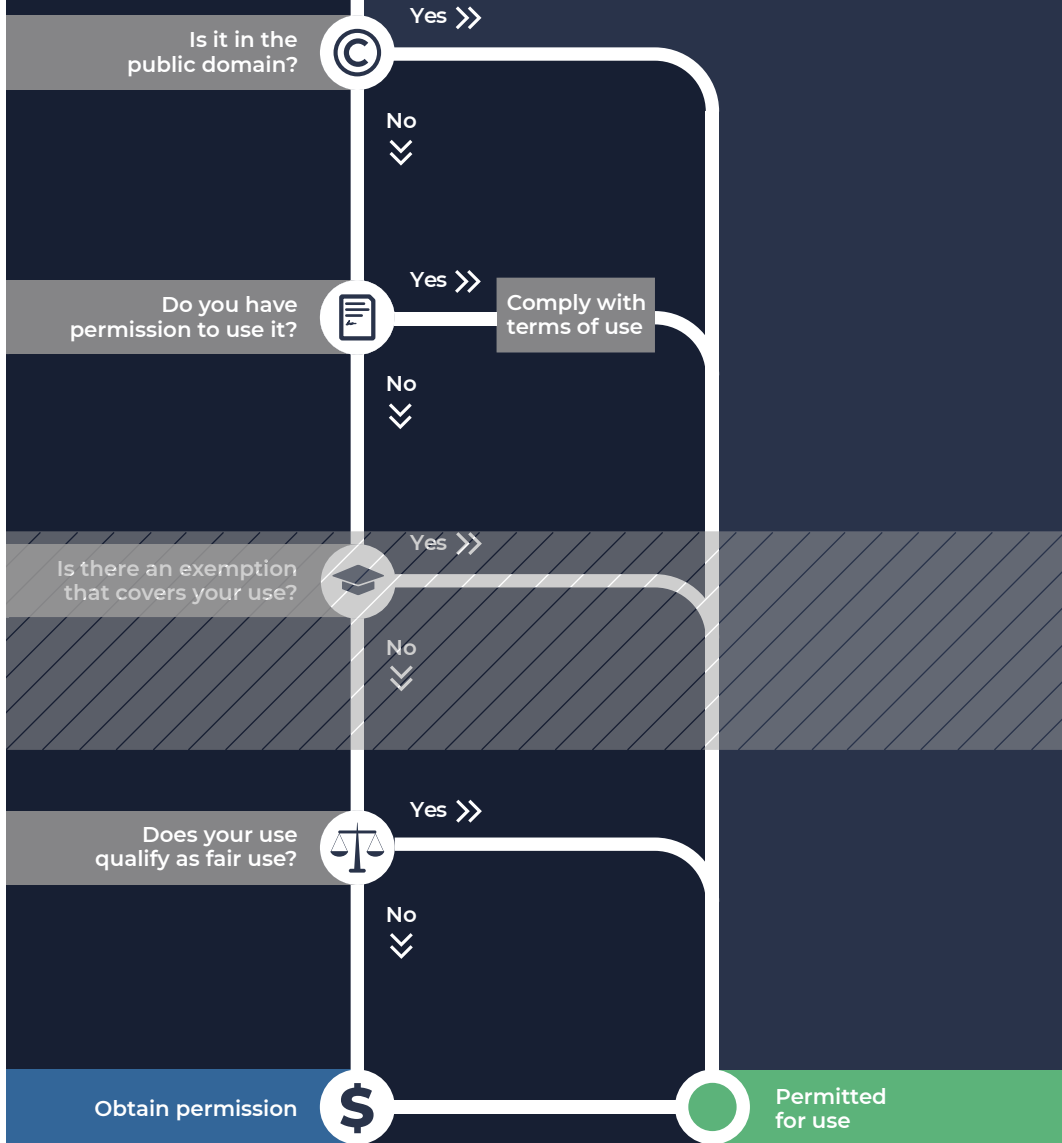 Yes
Is it in the
public domain?
No
Yes
Do you have
permission to use it?
Comply with
terms of use
No
Yes
Is there an exemption
that covers your use?
No
Yes
Does your use
qualify as fair use?
No
Obtain permission
Permitted
for use